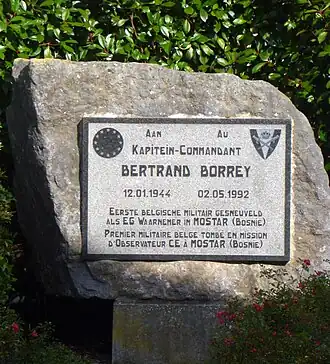 Aan Au
Kapitein-Commandant
BERTRAND BORREY
12.01.1944 02.05.1992
Eerste belgische militair gesneuveld
als EG Waarnemer in MOSTAR (Bosnie)
Premier militaire belge tombe en mission
d'Observateur CE à MOSTAR (Bosnie)